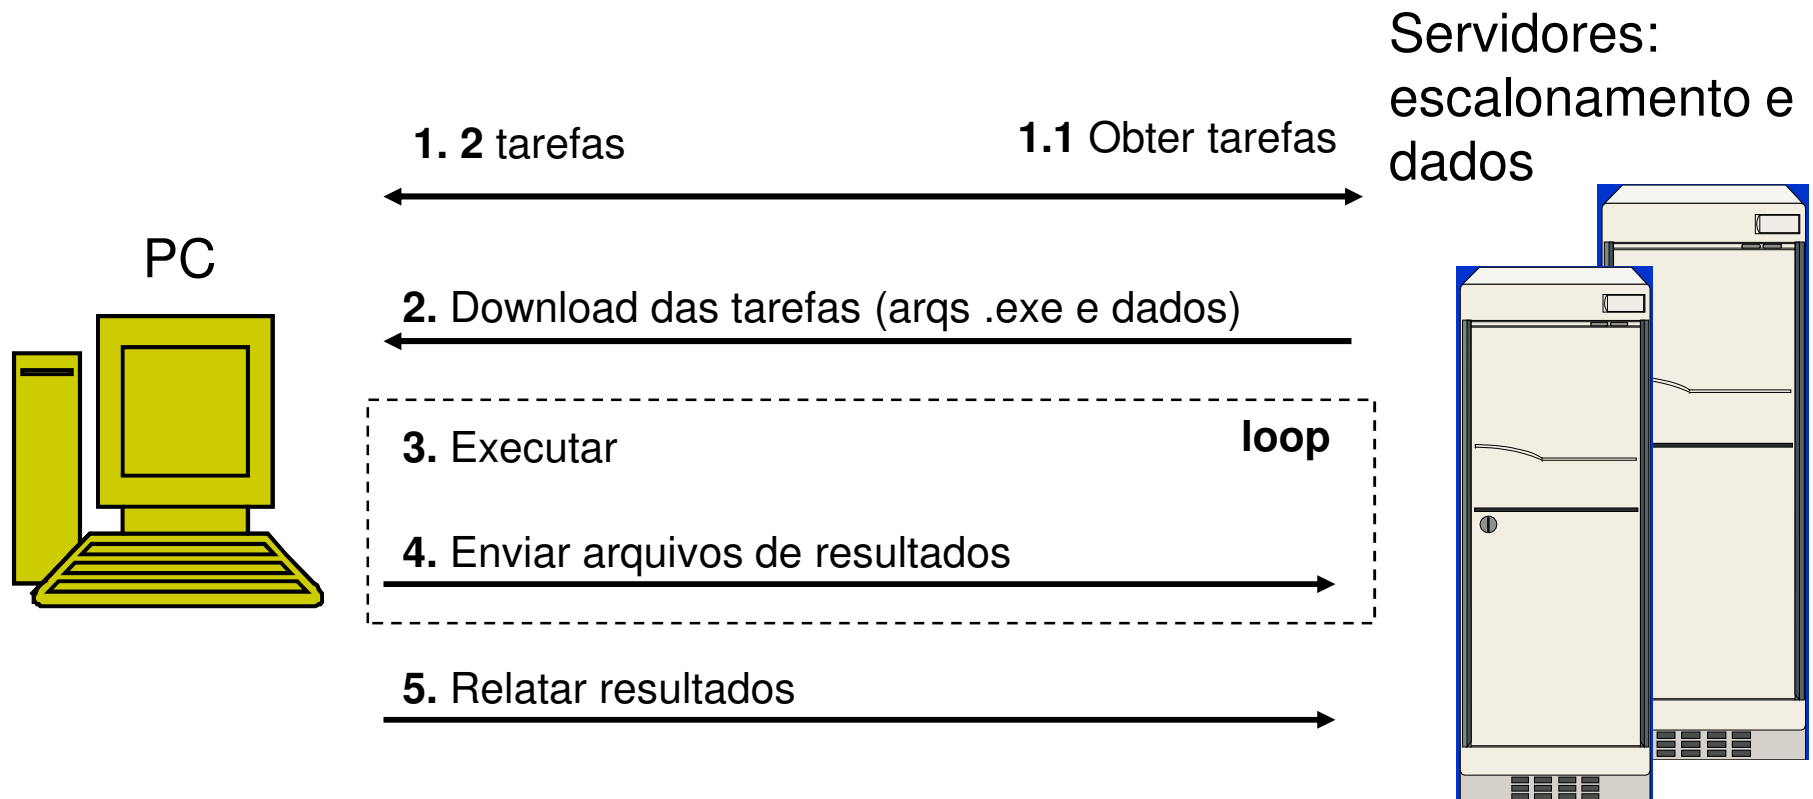 Servidores:
escalonamento e
dados
1. 2 tarefas
1.1 Obter tarefas
PC
2. Download das tarefas (arqs .exe e dados)
loop
3. Executar
4. Enviar arquivos de resultados
5. Relatar resultados